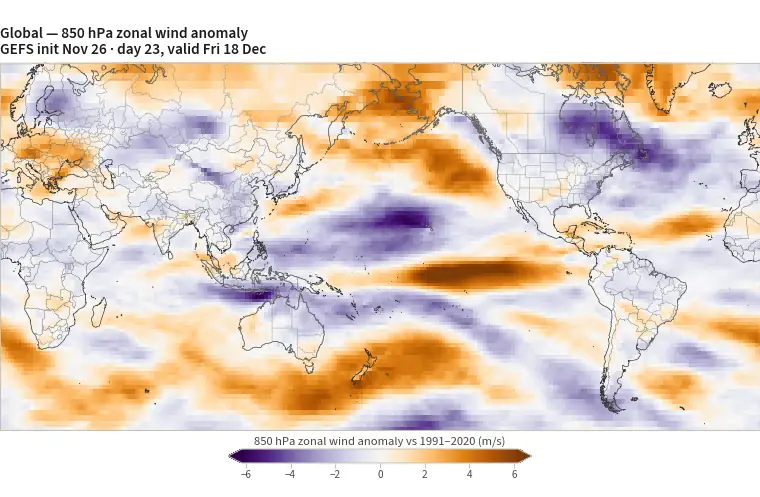 Global — 850 hPa zonal wind anomaly
GEFS init Nov 26 · day 23, valid Fri 18 Dec
850 hPa zonal wind anomaly vs 1991–2020 (m/s)
−6 −4 −2 0 2 4 6